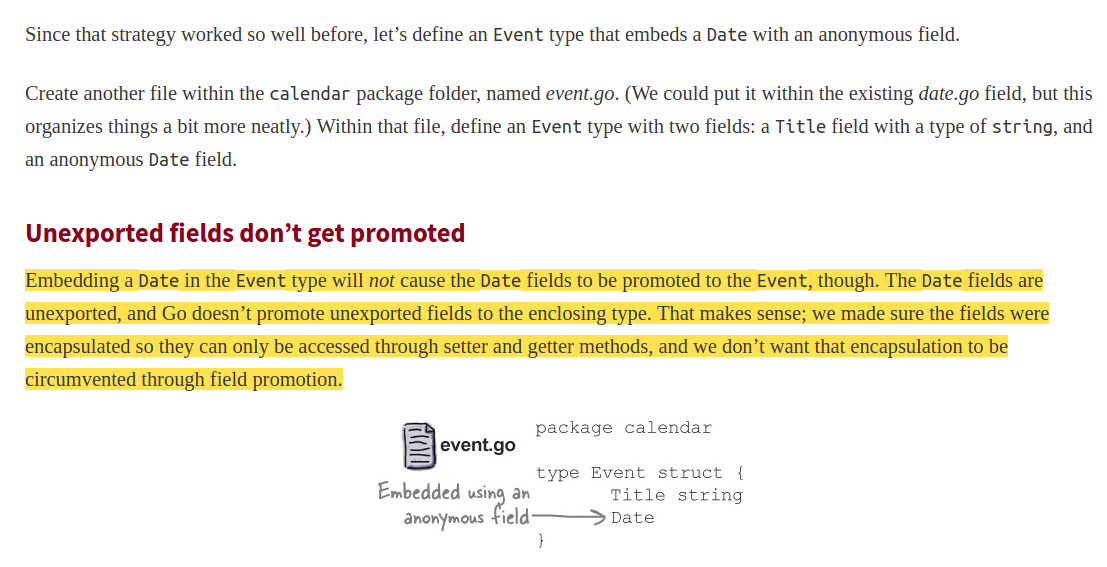 Since that strategy worked so well before, let’s define an Event type that embeds a Date with an anonymous field.
Create another file within the calendar package folder, named event.go. (We could put it within the existing date.go field, but this
organizes things a bit more neatly.) Within that file, define an Event type with two fields: a Title field with a type of string, and
an anonymous Date field.
Unexported fields don’t get promoted
Embedding a Date in the Event type will not cause the Date fields to be promoted to the Event, though. The Date fields are
unexported, and Go doesn’t promote unexported fields to the enclosing type. That makes sense; we made sure the fields were
encapsulated so they can only be accessed through setter and getter methods, and we don’t want that encapsulation to be
circumvented through field promotion.
event.go
package calendar
type Event struct {
Title string
Embedded using an
anonymous field
Date
}